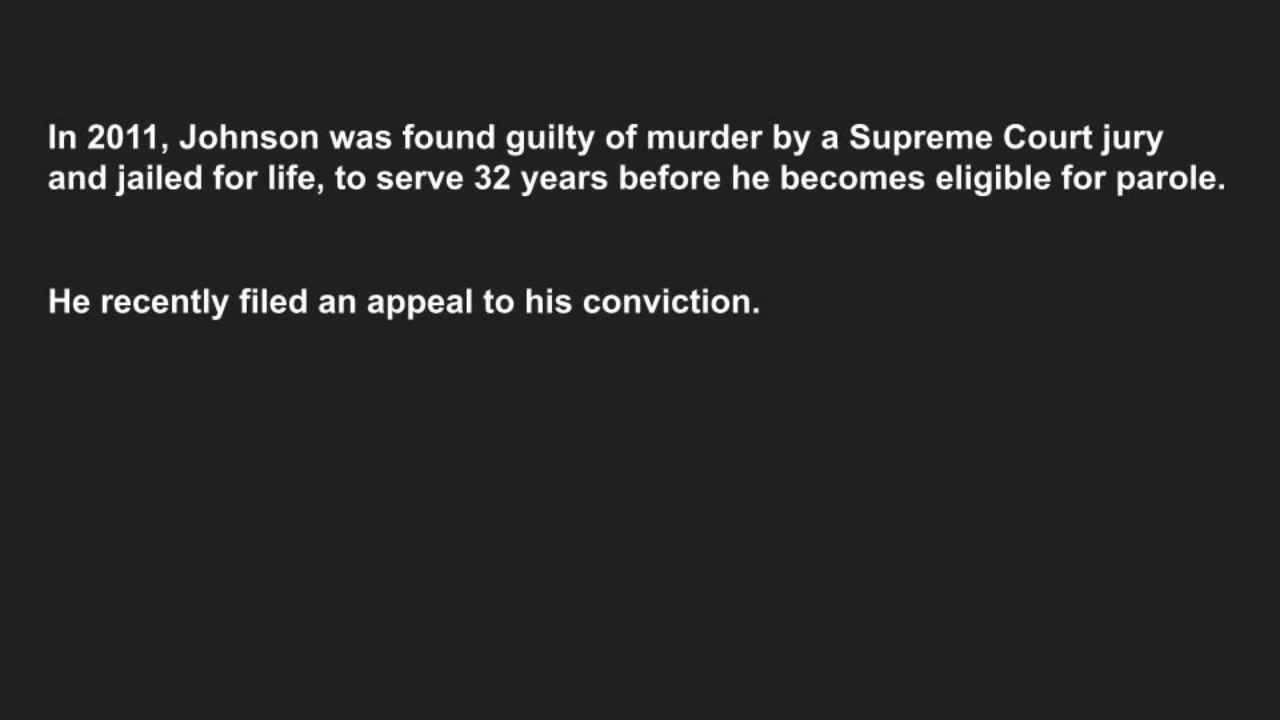 In 2011, Johnson was found guilty of murder by a Supreme Court jury
and jailed for life, to serve 32 years before he becomes eligible for parole.
He recently filed an appeal to his conviction.